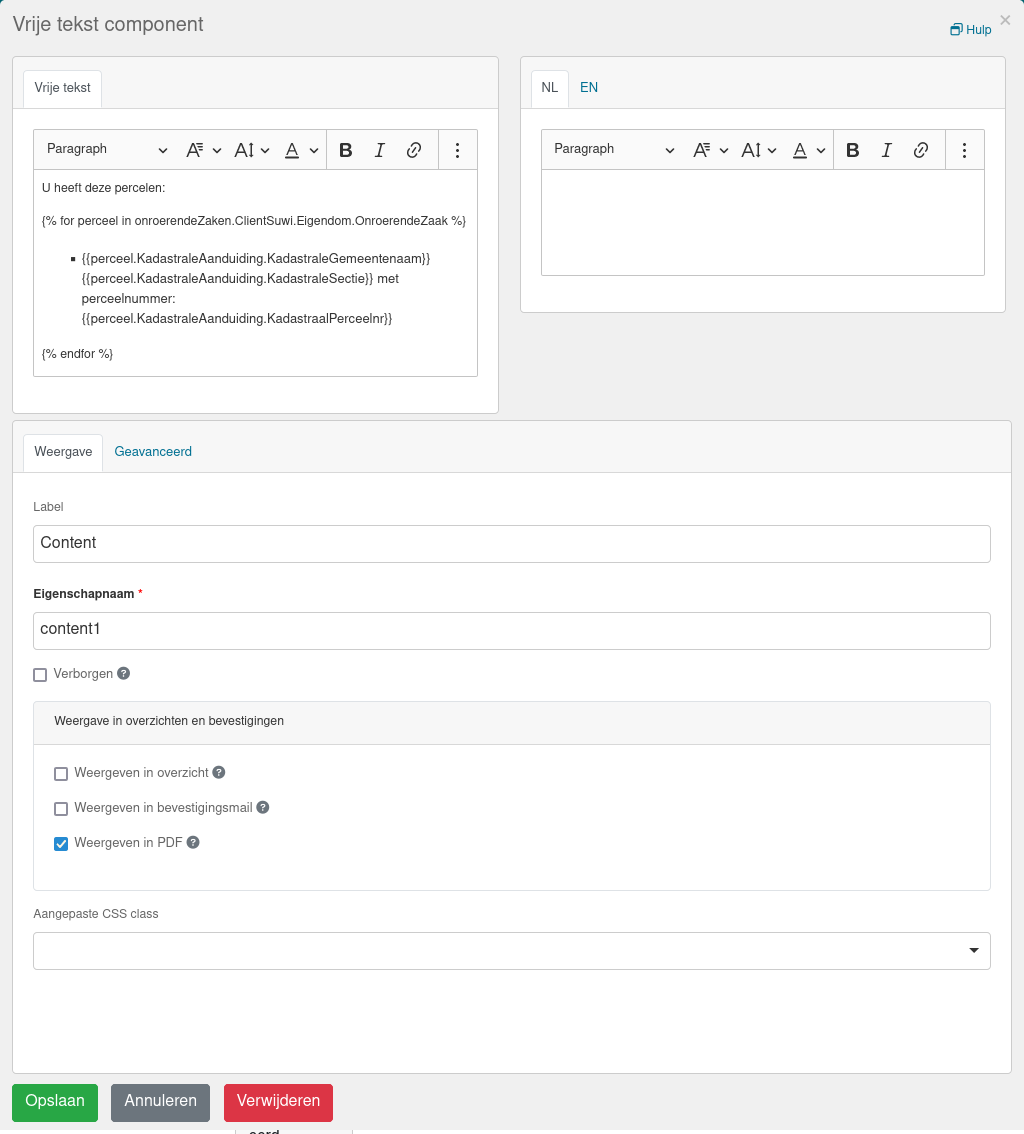 Vrije tekst component
Hulp
×
Vrije tekst
Paragraph
B I
U heeft deze percelen:
{% for perceel in onroerendeZaken.ClientSuwi.Eigendom.OnroerendeZaak %}
▪ {{perceel.KadastraleAanduiding.KadastraleGemeentenaam}}
{{perceel.KadastraleAanduiding.KadastraleSectie}} met
perceelnummer:
{{perceel.KadastraleAanduiding.KadastraalPerceelnr}}
{% endfor %}
NL EN
Paragraph
B I
Weergave Geavanceerd
Label
Content
Eigenschapnaam *
content1
Verborgen ?
Weergave in overzichten en bevestigingen
Weergeven in overzicht ?
Weergeven in bevestigingsmail ?
Weergeven in PDF ?
Aangepaste CSS class
Opslaan Annuleren Verwijderen